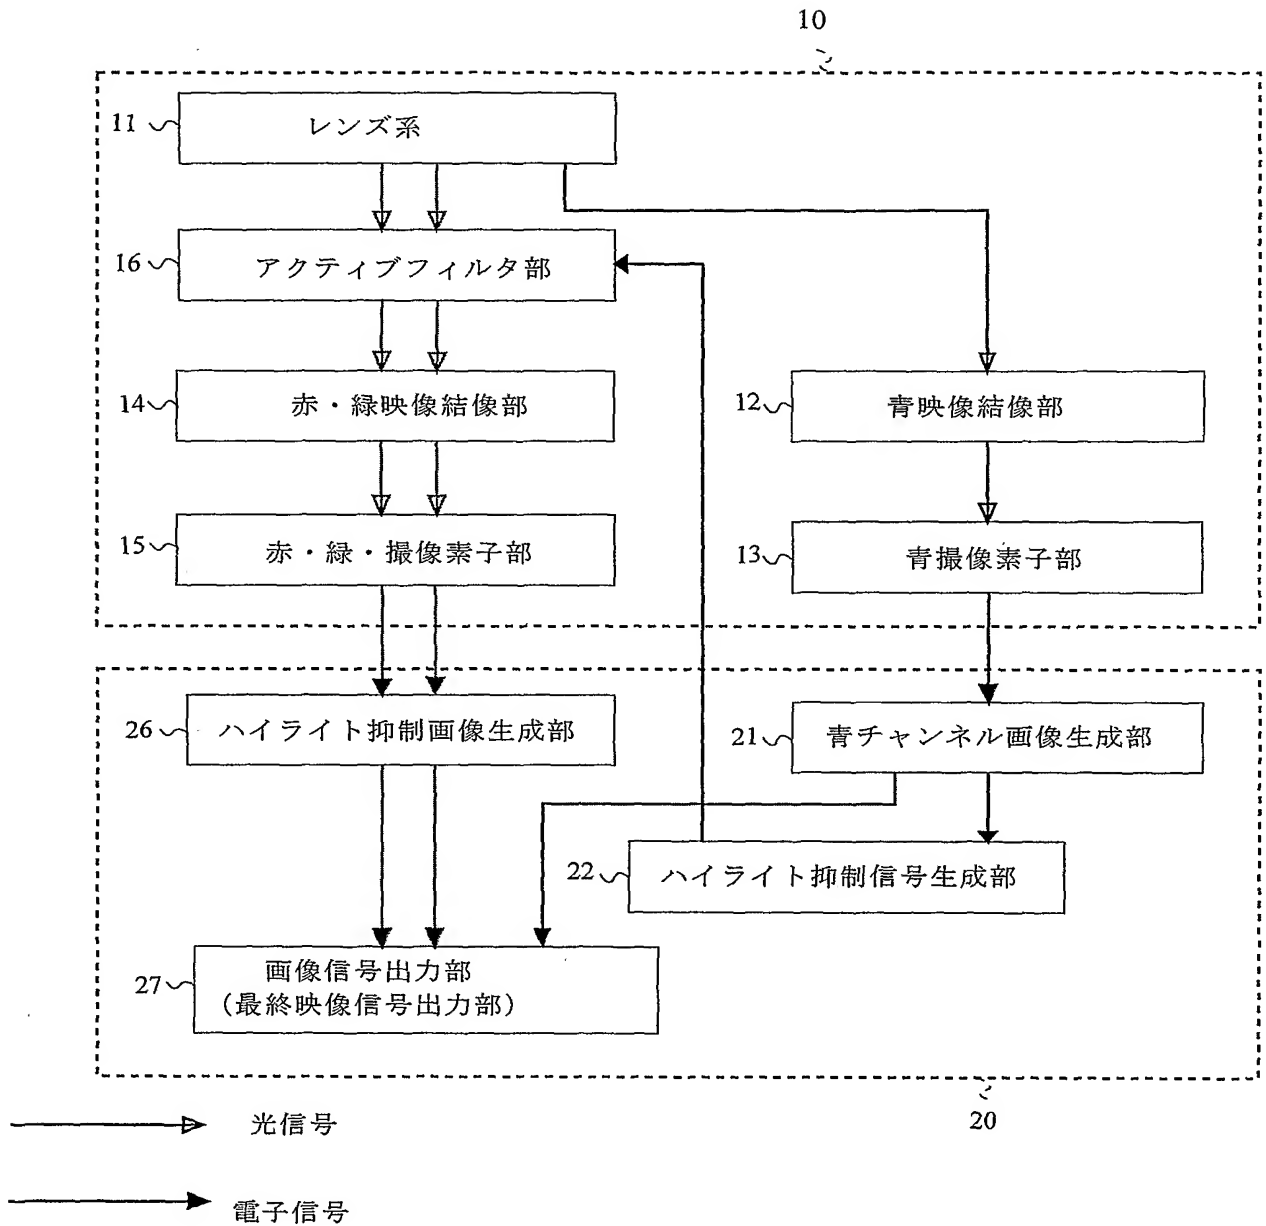 10
11
レンズ系
16
アクティブフィルタ部
14
赤・緑映像結像部
12
青映像結像部
15
赤・緑・撮像素子部
13
青撮像素子部
26
ハイライト抑制画像生成部
21
青チャンネル画像生成部
22
ハイライト抑制信号生成部
27
画像信号出力部
(最終映像信号出力部)
20
光信号
電子信号